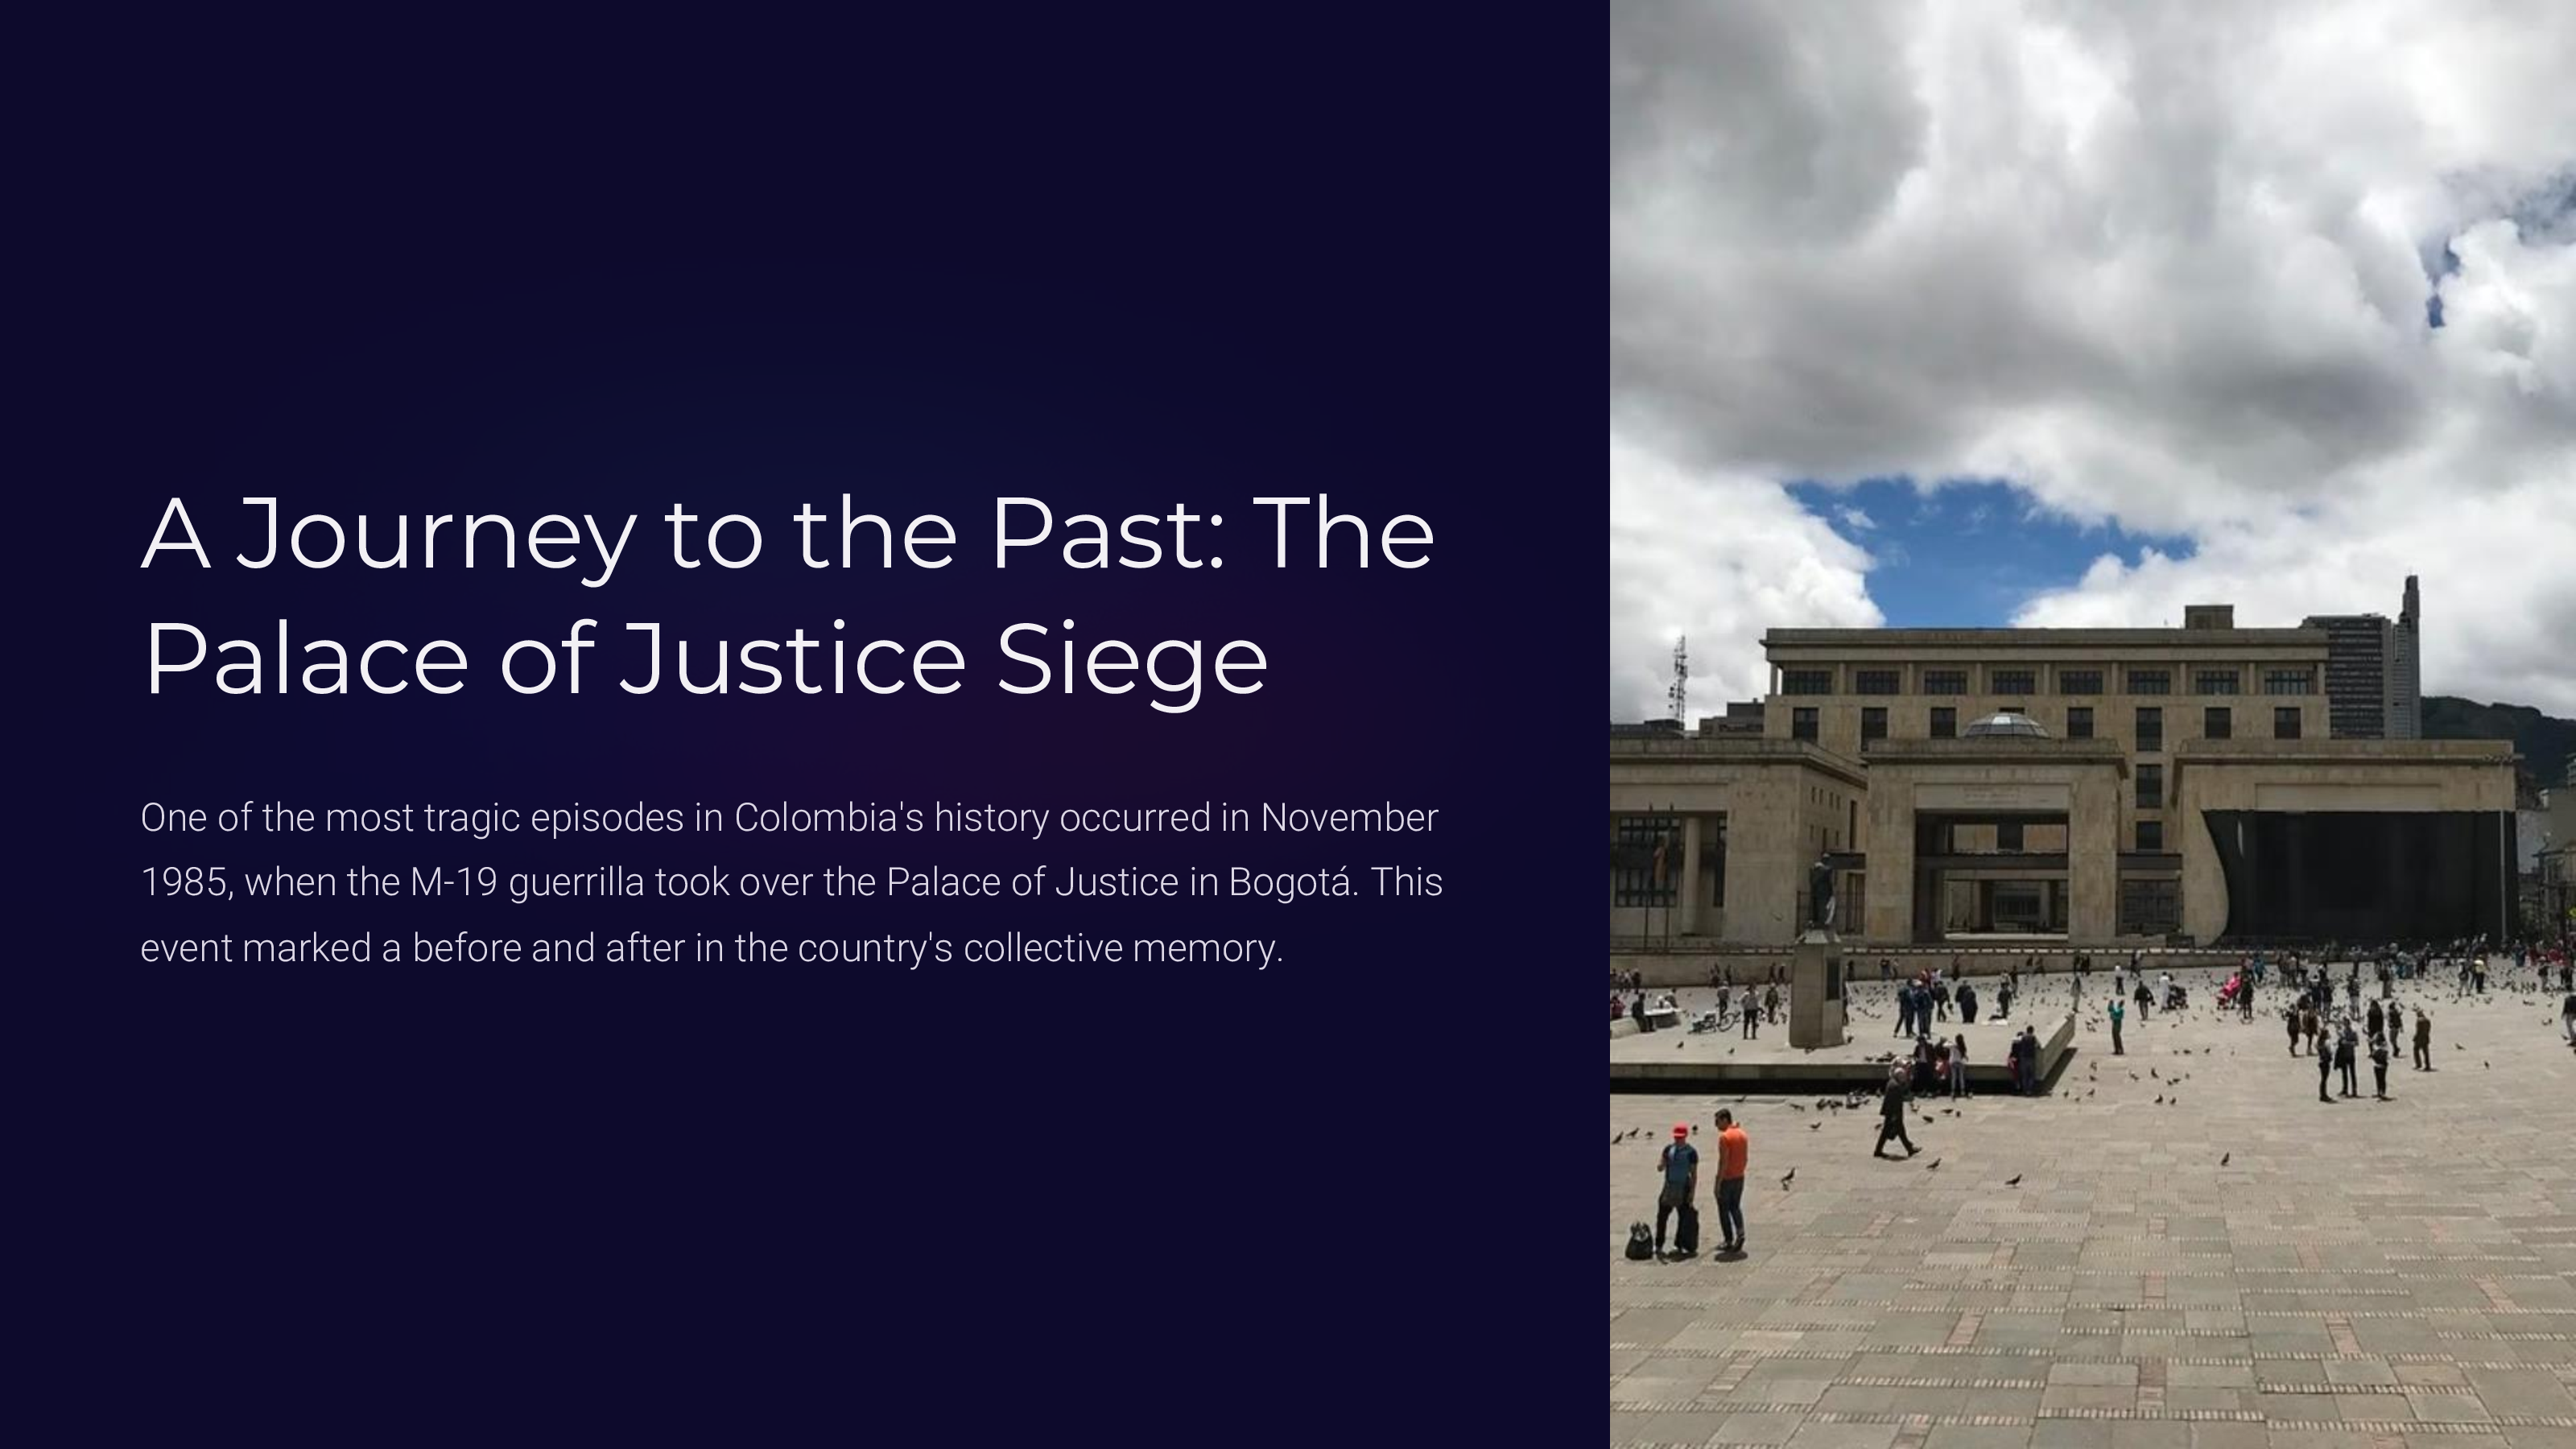 A Journey to the Past: The
Palace of Justice Siege
One of the most tragic episodes in Colombia's history occurred in November
1985, when the M-19 guerrilla took over the Palace of Justice in Bogotá. This
event marked a before and after in the country's collective memory.